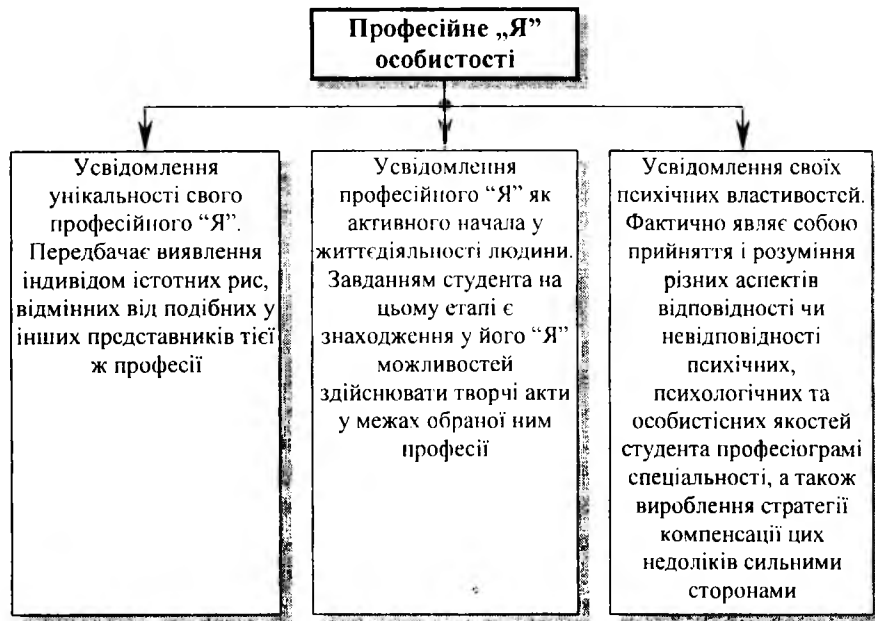 Професійне „Я”
особистості
Усвідомлення
унікальності свого
професійного “Я”.
Передбачає виявлення
індивідом істотних рис,
відмінних від подібних у
інших представників тієї
ж професії
Усвідомлення
професійного “Я” як
активного начала у
життєдіяльності людини.
Завданням студента на
цьому етапі є
знаходження у його “Я”
можливостей
здійснювати творчі акти
у межах обраної ним
професії
Усвідомлення своїх
психічних властивостей.
Фактично являє собою
прийняття і розуміння
різних аспектів
відповідності чи
невідповідності
психічних,
психологічних та
особистісних якостей
студента професіограмі
спеціальності, а також
вироблення стратегії
компенсації цих
недоліків сильними
сторонами